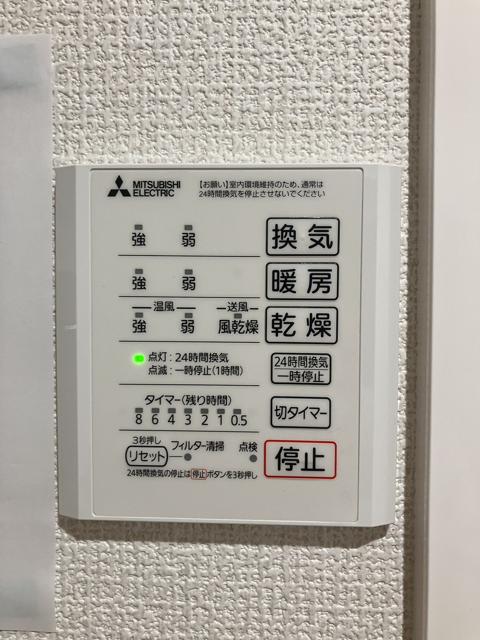 MITSUBISHI
ELECTRIC
【お願い】室内環境維持のため、通常は
24時間換気を停止させないでください
強 弱 換気
強 弱 暖房
温風 送風
強 弱 風乾燥 乾燥
点灯:24時間換気
点滅:一時停止(1時間)
24時間換気
一時停止
タイマー(残り時間)
8 6 4 3 2 1 0.5
切タイマー
3秒押し
リセット フィルター清掃 点検
停止
24時間換気の停止は停止ボタンを3秒押し